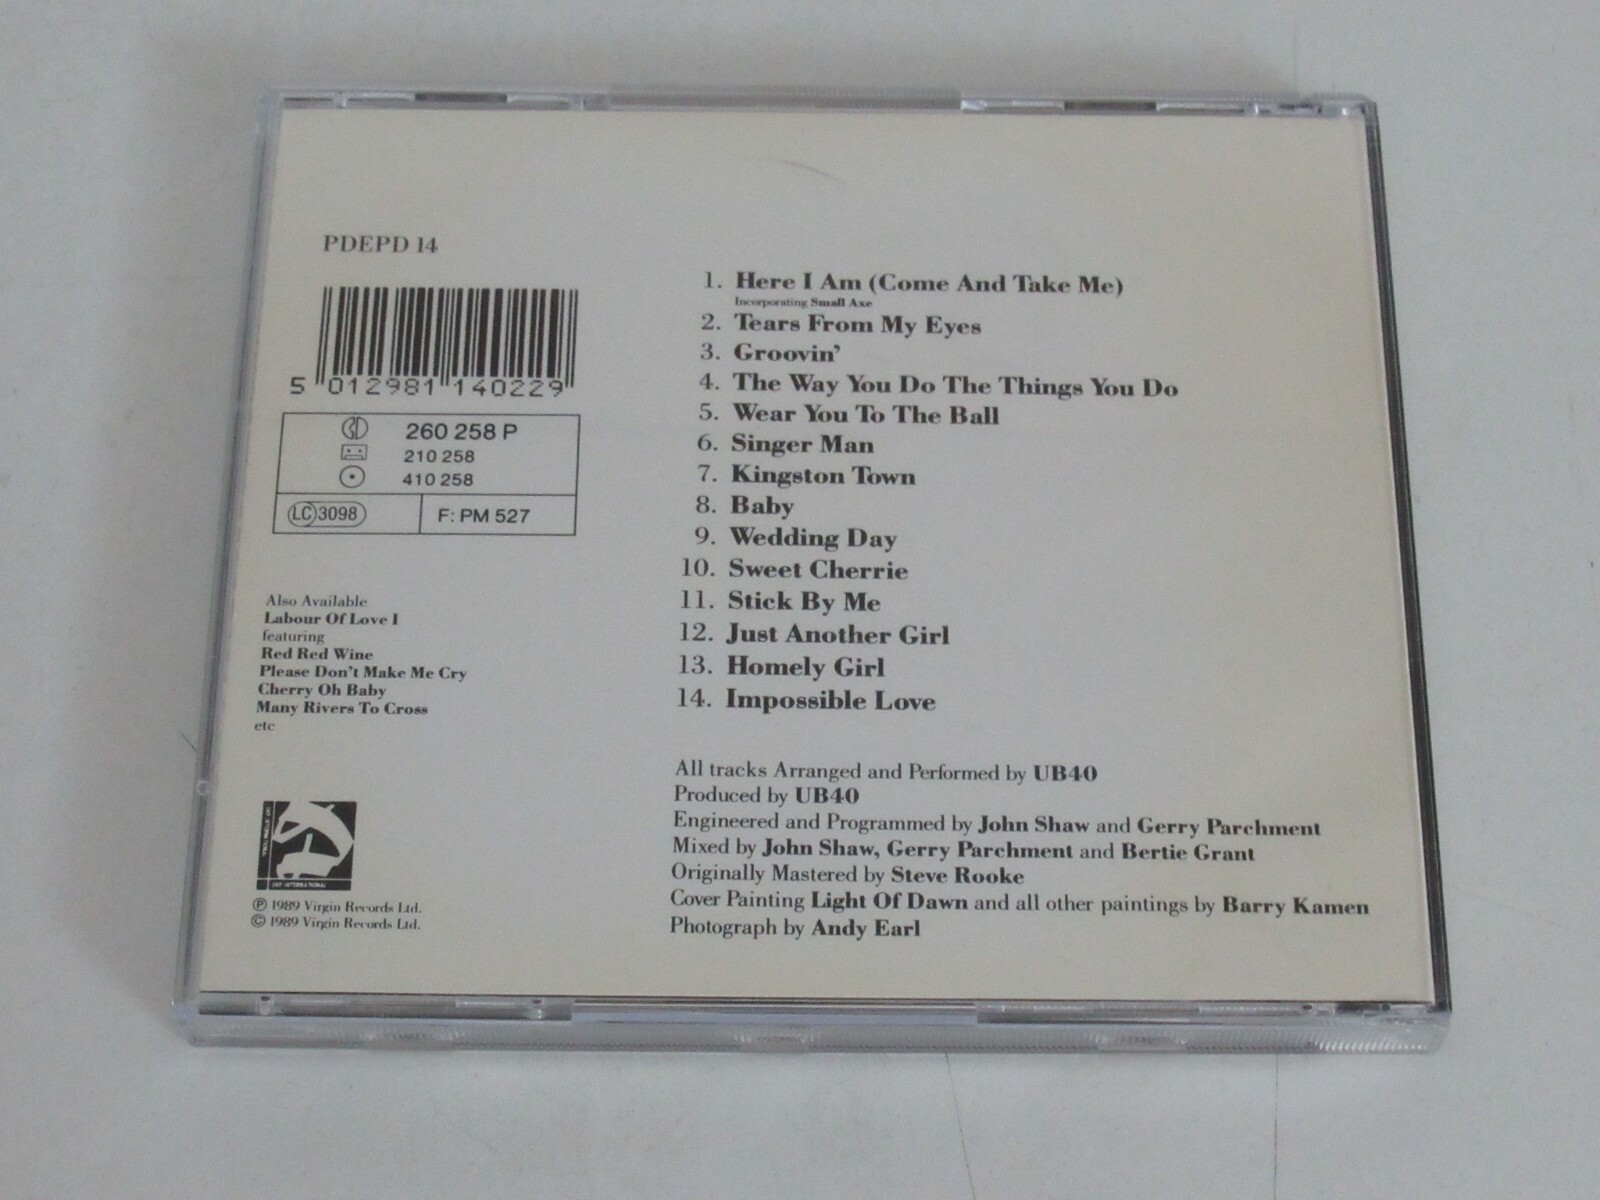 PDEPD 14
5 012981 140229
260 258 P
210 258
410 258
LC 3098
F: PM 527
Also Available
Labour Of Love I
featuring
Red Red Wine
Please Don't Make Me Cry
Cherry Oh Baby
Many Rivers To Cross
etc
DEP INTERNATIONAL
DEP INTERNATIONAL
℗ 1989 Virgin Records Ltd.
© 1989 Virgin Records Ltd.
1. Here I Am (Come And Take Me)
Incorporating Small Axe
2. Tears From My Eyes
3. Groovin'
4. The Way You Do The Things You Do
5. Wear You To The Ball
6. Singer Man
7. Kingston Town
8. Baby
9. Wedding Day
10. Sweet Cherrie
11. Stick By Me
12. Just Another Girl
13. Homely Girl
14. Impossible Love
All tracks Arranged and Performed by UB40
Produced by UB40
Engineered and Programmed by John Shaw and Gerry Parchment
Mixed by John Shaw, Gerry Parchment and Bertie Grant
Originally Mastered by Steve Rooke
Cover Painting Light Of Dawn and all other paintings by Barry Kamen
Photograph by Andy Earl